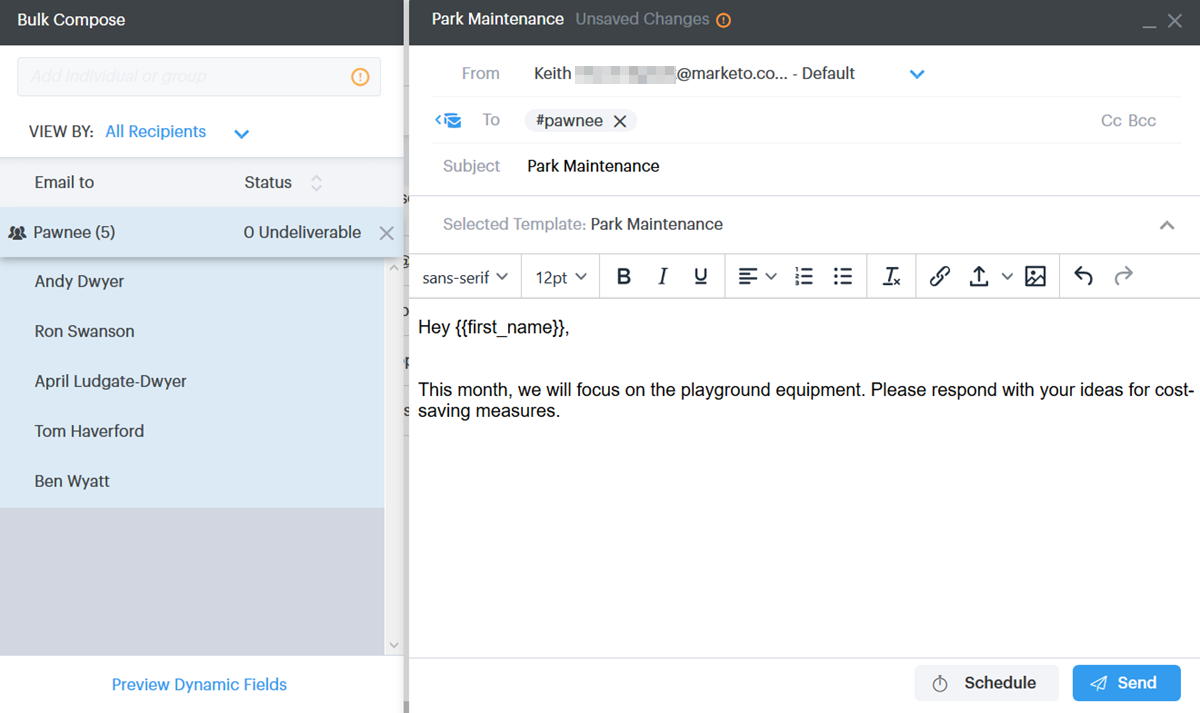 Bulk Compose
Add individual or group
VIEW BY: All Recipients
Email to Status
Pawnee (5) 0 Undeliverable
Andy Dwyer
Ron Swanson
April Ludgate-Dwyer
Tom Haverford
Ben Wyatt
Preview Dynamic Fields
Park Maintenance Unsaved Changes
From Keith @marketo.co... - Default
To #pawnee Cc Bcc
Subject Park Maintenance
Selected Template: Park Maintenance
sans-serif 12pt B I U
Hey {{first_name}},
This month, we will focus on the playground equipment. Please respond with your ideas for cost-
saving measures.
Schedule Send